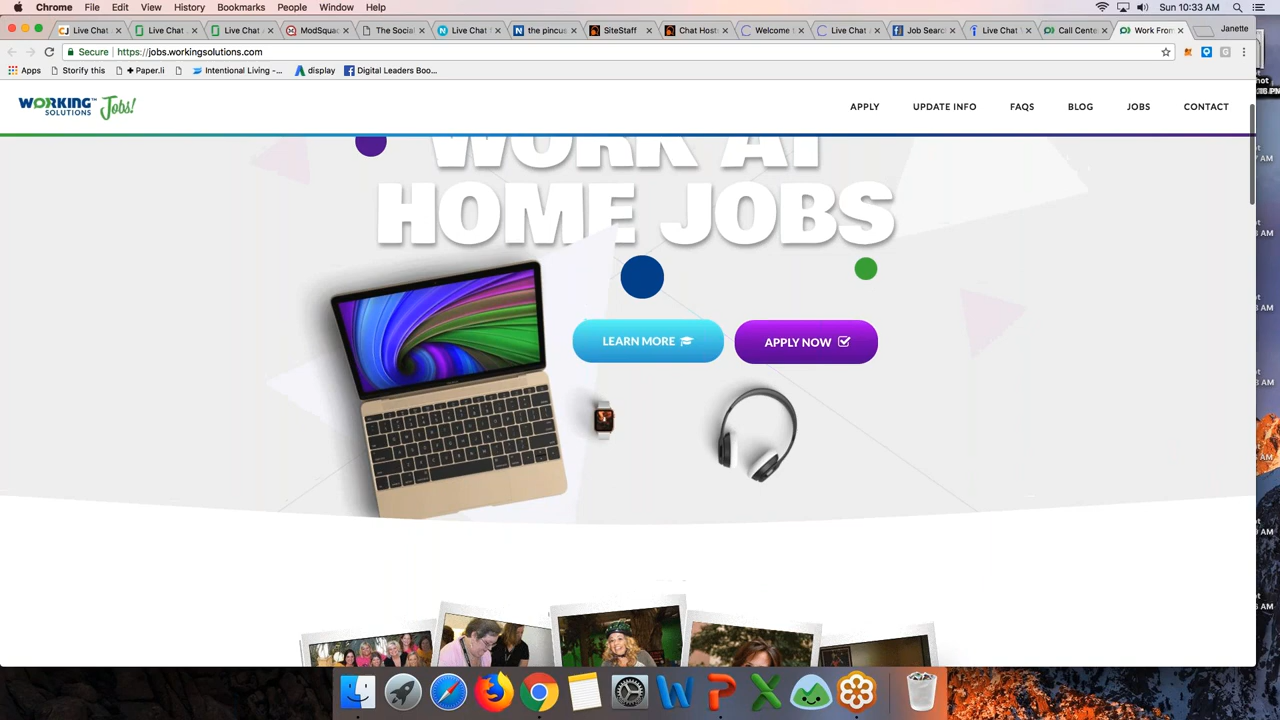 Chrome File Edit View History Bookmarks People Window Help Sun 10:33 AM
Live Chat Live Chat Live Chat ModSquad The Social Live Chat the pincus SiteStaff Chat Host Welcome Live Chat Job Sear Live Chat Call Cente Work From Janette
Secure https://jobs.workingsolutions.com
Apps Storify this + Paper.li Intentional Living -... display Digital Leaders Boo...
WORKING SOLUTIONS Jobs! APPLY UPDATE INFO FAQS BLOG JOBS CONTACT
WORK AT
HOME JOBS
LEARN MORE APPLY NOW